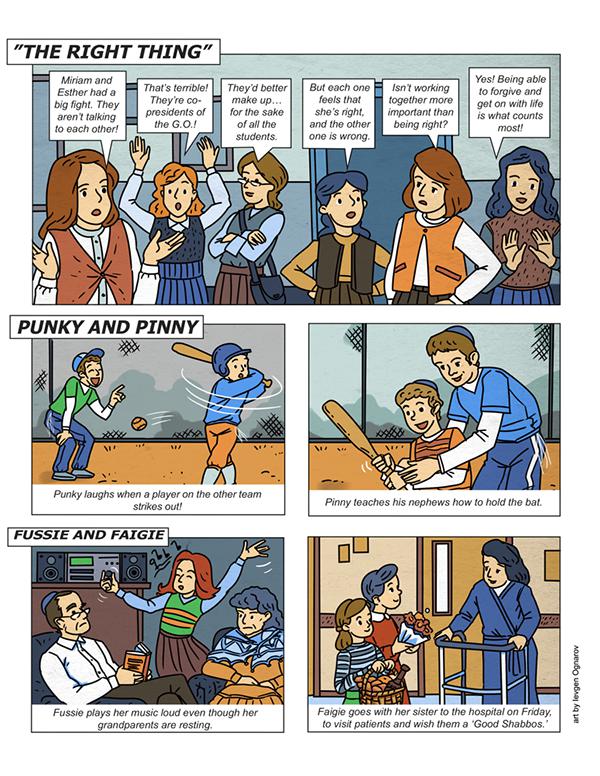 "THE RIGHT THING"
Miriam and
Esther had a
big fight. They
aren't talking
to each other!
That's terrible!
They're co-
presidents of
the G.O.!
They'd better
make up...
for the sake
of all the
students.
But each one
feels that
she's right,
and the other
one is wrong.
Isn't working
together more
important than
being right?
Yes! Being able
to forgive and
get on with life
is what counts
most!
PUNKY AND PINNY
Punky laughs when a player on the other team
strikes out!
Pinny teaches his nephews how to hold the bat.
FUSSIE AND FAIGIE
Fussie plays her music loud even though her
grandparents are resting.
Faigie goes with her sister to the hospital on Friday,
to visit patients and wish them a 'Good Shabbos.'
art by Ievgen Ognarov